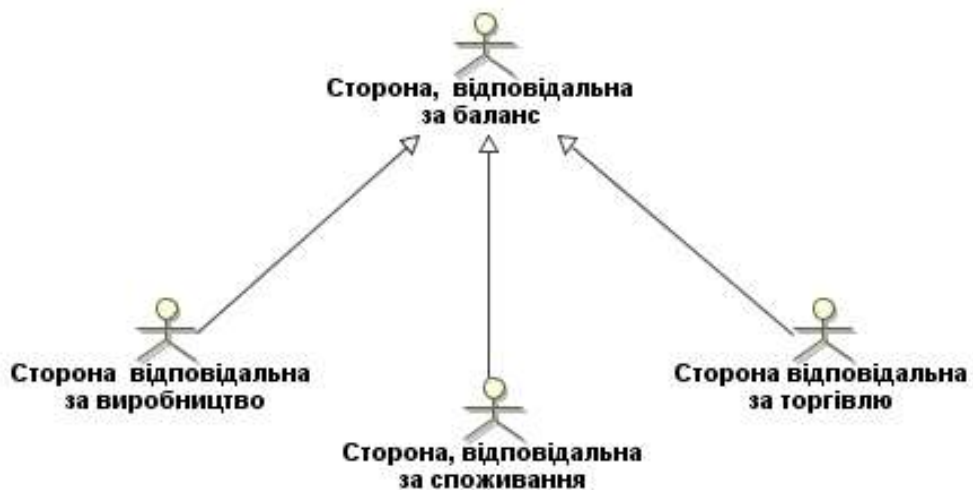 Сторона, відповідальна
за баланс
Сторона відповідальна
за виробництво
Сторона, відповідальна
за споживання
Сторона відповідальна
за торгівлю